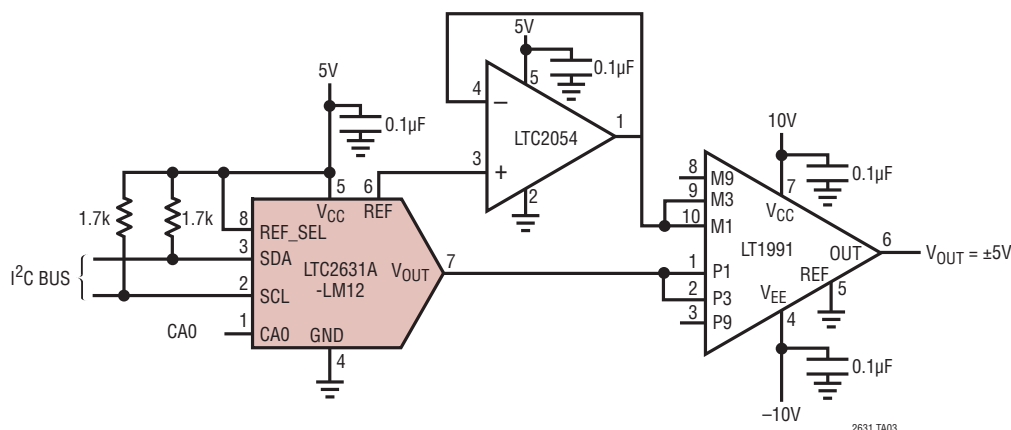 5V
0.1µF
4
5
–
LTC2054
1
3
+
2
5V
0.1µF
1.7k
1.7k
5
6
VCC
REF
8
REF_SEL
3
SDA
I2C BUS
2
SCL
CA0
1
CA0
LTC2631A
-LM12
VOUT
7
GND
4
10V
0.1µF
7
VCC
8
M9
9
M3
10
M1
LT1991
1
P1
2
P3
3
P9
OUT
6
VOUT = ±5V
REF
5
VEE
4
0.1µF
–10V
2631 TA03